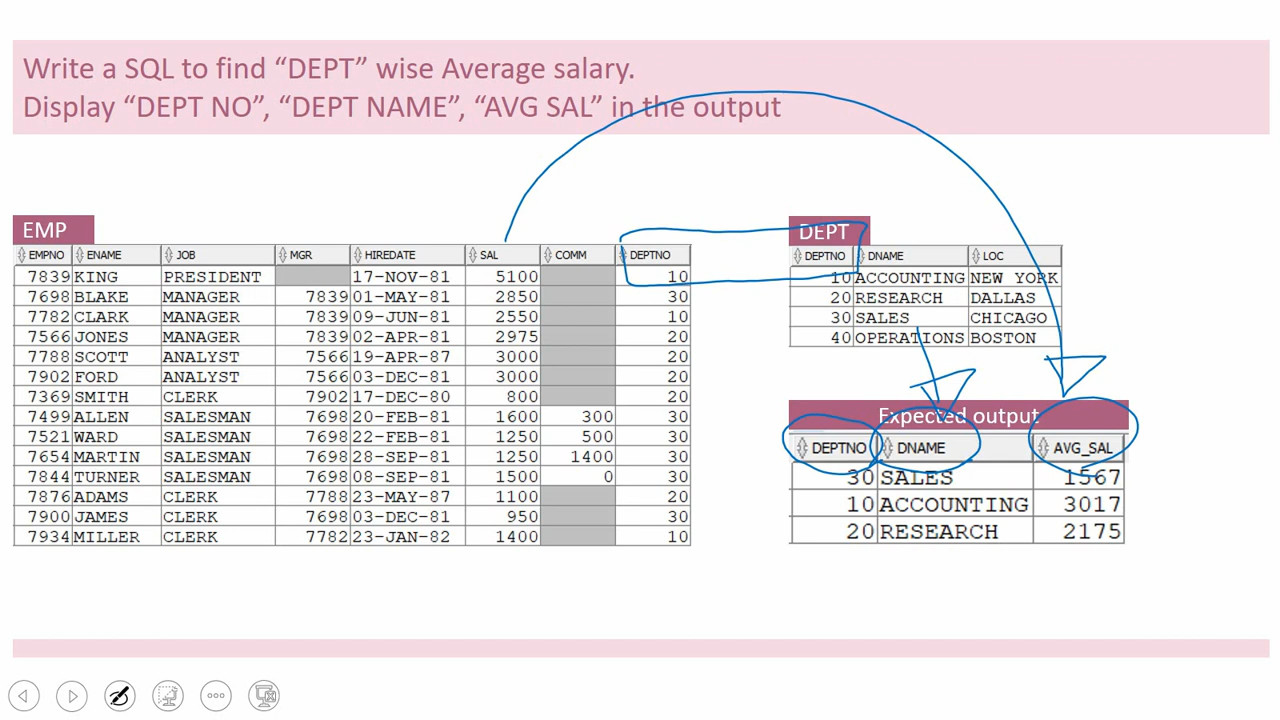 Write a SQL to find “DEPT” wise Average salary.
Display “DEPT NO”, “DEPT NAME”, “AVG SAL” in the output
EMP
EMPNO ENAME JOB MGR HIREDATE SAL COMM DEPTNO
7839 KING PRESIDENT 17-NOV-81 5100 10
7698 BLAKE MANAGER 7839 01-MAY-81 2850 30
7782 CLARK MANAGER 7839 09-JUN-81 2550 10
7566 JONES MANAGER 7839 02-APR-81 2975 20
7788 SCOTT ANALYST 7566 19-APR-87 3000 20
7902 FORD ANALYST 7566 03-DEC-81 3000 20
7369 SMITH CLERK 7902 17-DEC-80 800 20
7499 ALLEN SALESMAN 7698 20-FEB-81 1600 300 30
7521 WARD SALESMAN 7698 22-FEB-81 1250 500 30
7654 MARTIN SALESMAN 7698 28-SEP-81 1250 1400 30
7844 TURNER SALESMAN 7698 08-SEP-81 1500 0 30
7876 ADAMS CLERK 7788 23-MAY-87 1100 20
7900 JAMES CLERK 7698 03-DEC-81 950 30
7934 MILLER CLERK 7782 23-JAN-82 1400 10
DEPT
DEPTNO DNAME LOC
10 ACCOUNTING NEW YORK
20 RESEARCH DALLAS
30 SALES CHICAGO
40 OPERATIONS BOSTON
Expected output
DEPTNO DNAME AVG_SAL
30 SALES 1567
10 ACCOUNTING 3017
20 RESEARCH 2175